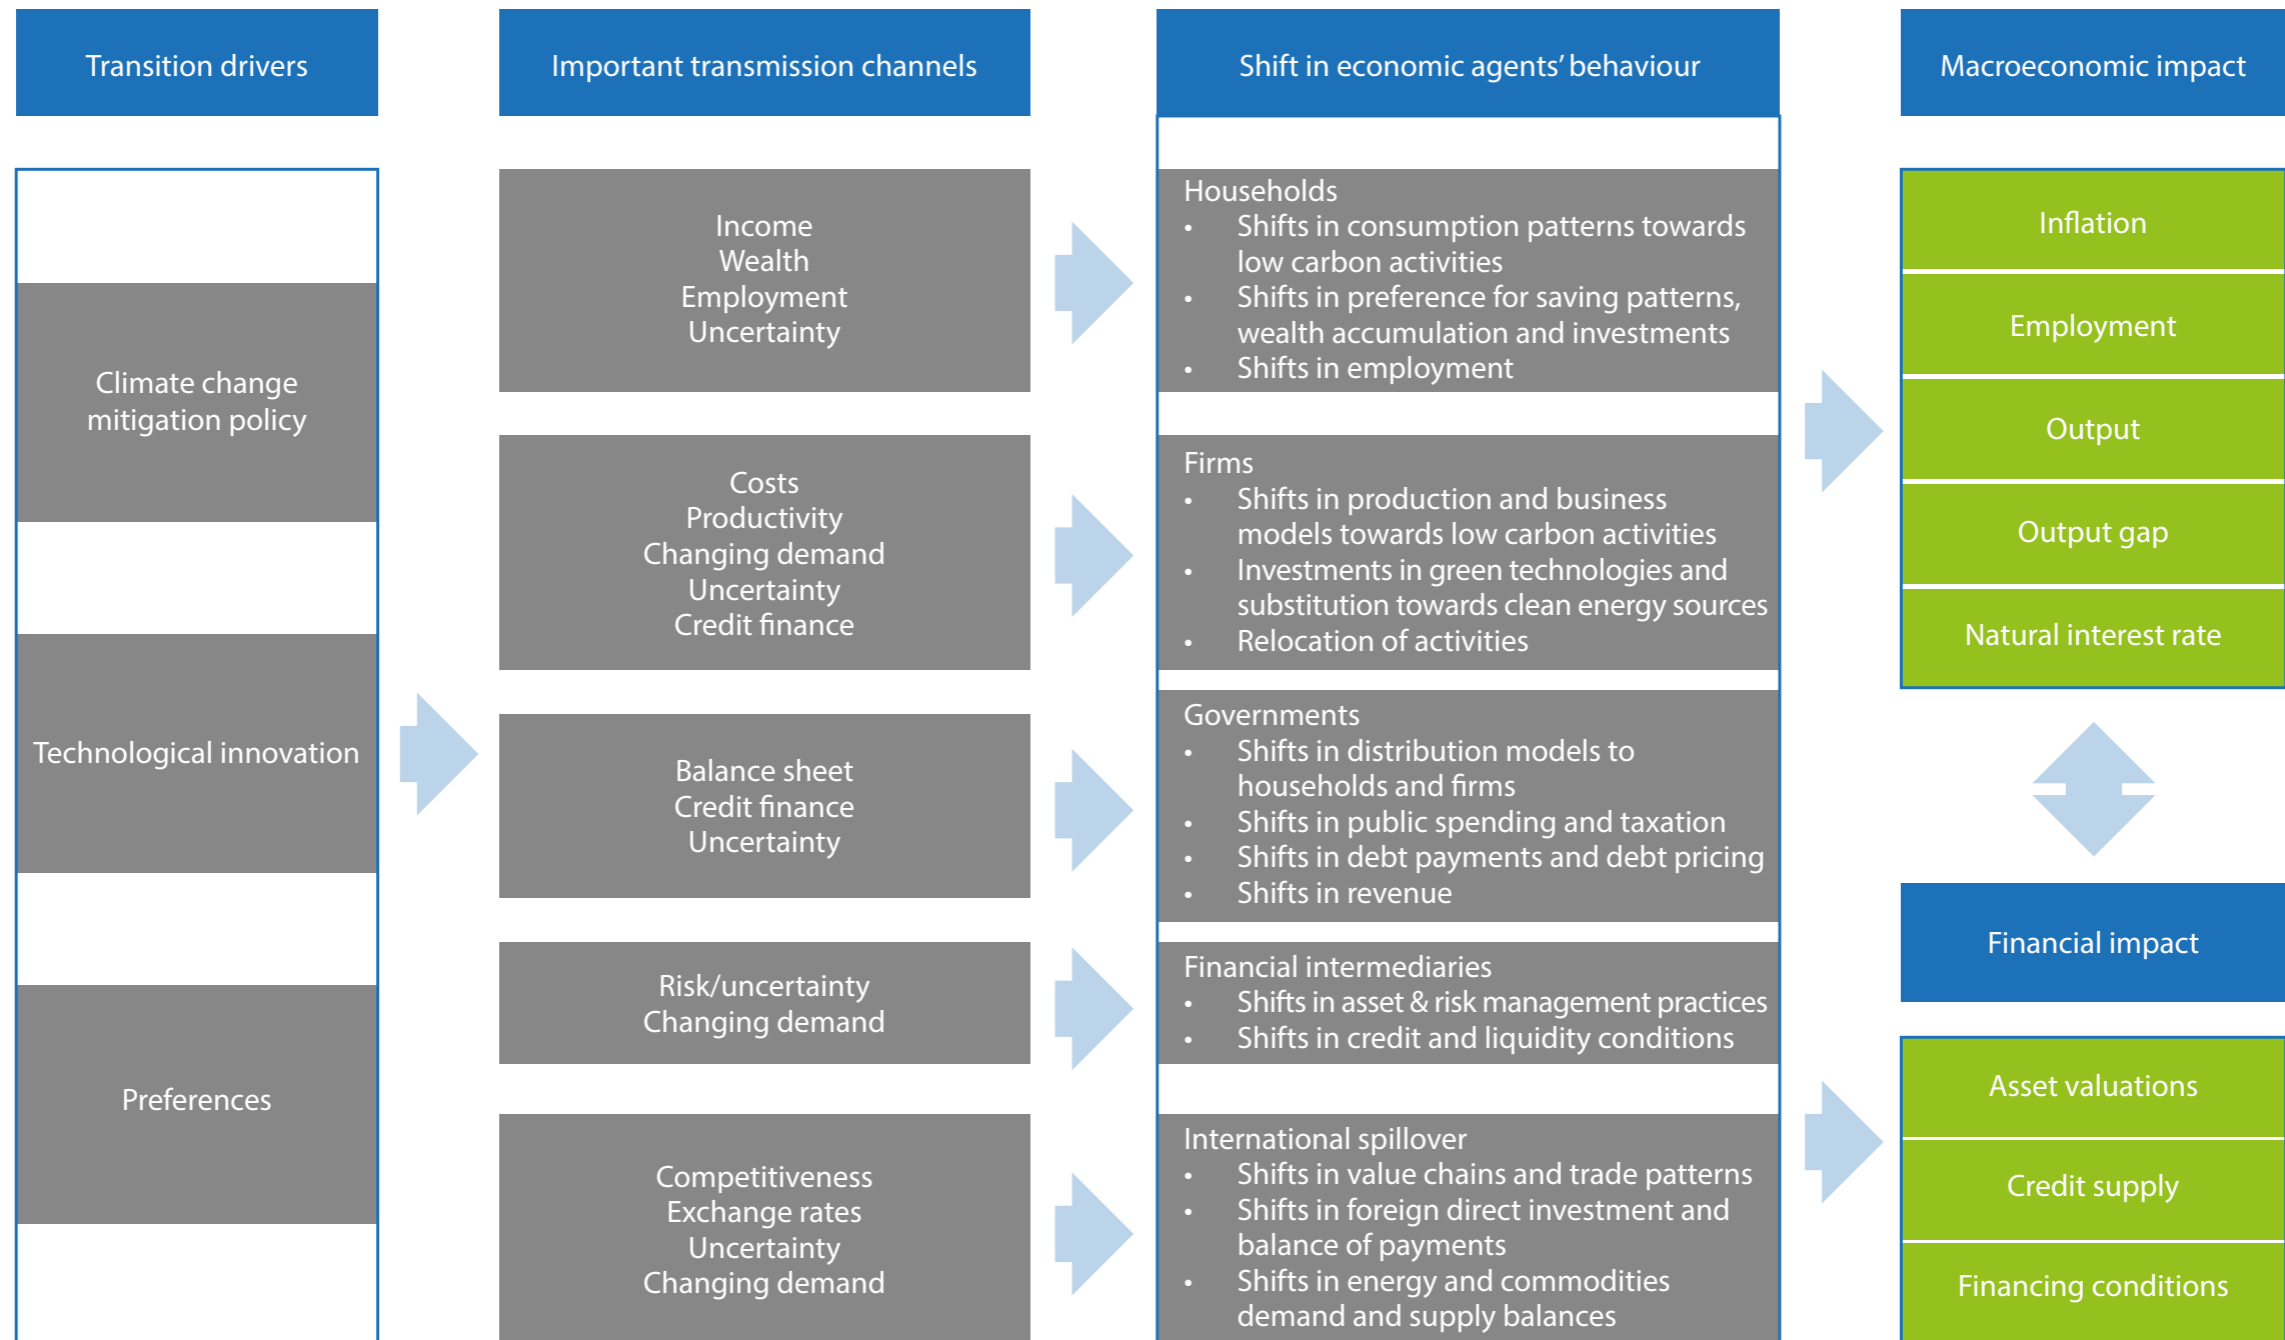 Transition drivers
Climate change
mitigation policy
Technological innovation
Preferences
Important transmission channels
Income
Wealth
Employment
Uncertainty
Costs
Productivity
Changing demand
Uncertainty
Credit finance
Balance sheet
Credit finance
Uncertainty
Risk/uncertainty
Changing demand
Competitiveness
Exchange rates
Uncertainty
Changing demand
Shift in economic agents’ behaviour
Households
• Shifts in consumption patterns towards
low carbon activities
• Shifts in preference for saving patterns,
wealth accumulation and investments
• Shifts in employment
Firms
• Shifts in production and business
models towards low carbon activities
• Investments in green technologies and
substitution towards clean energy sources
• Relocation of activities
Governments
• Shifts in distribution models to
households and firms
• Shifts in public spending and taxation
• Shifts in debt payments and debt pricing
• Shifts in revenue
Financial intermediaries
• Shifts in asset & risk management practices
• Shifts in credit and liquidity conditions
International spillover
• Shifts in value chains and trade patterns
• Shifts in foreign direct investment and
balance of payments
• Shifts in energy and commodities
demand and supply balances
Macroeconomic impact
Inflation
Employment
Output
Output gap
Natural interest rate
Financial impact
Asset valuations
Credit supply
Financing conditions